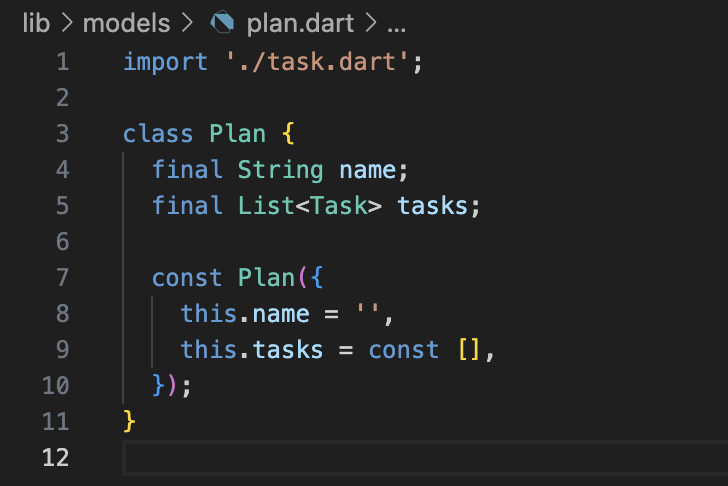 lib > models > plan.dart > ...
1 import './task.dart';
2
3 class Plan {
4 final String name;
5 final List<Task> tasks;
6
7 const Plan({
8 this.name = '',
9 this.tasks = const [],
10 });
11 }
12